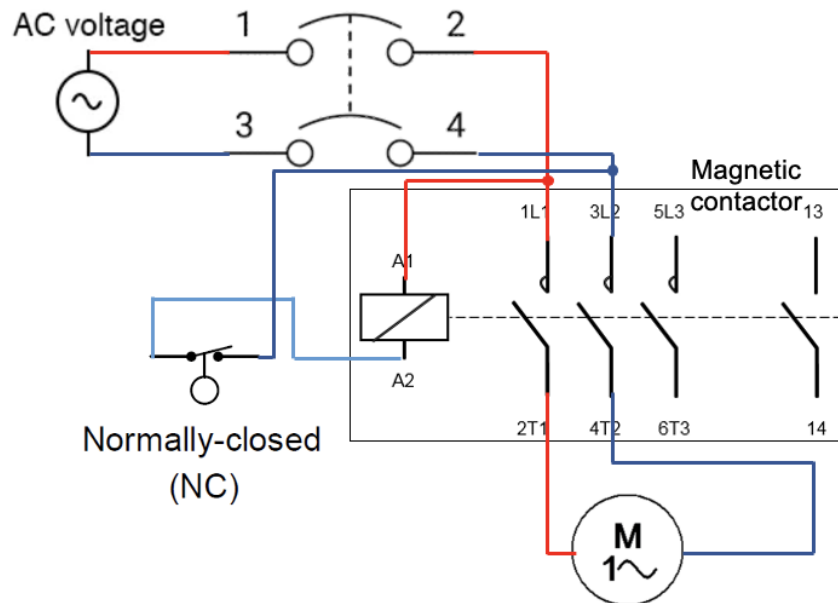 AC voltage
1
2
3
4
Magnetic
contactor
1L1
3L2
5L3
13
A1
A2
Normally-closed
(NC)
2T1
4T2
6T3
14
M
1